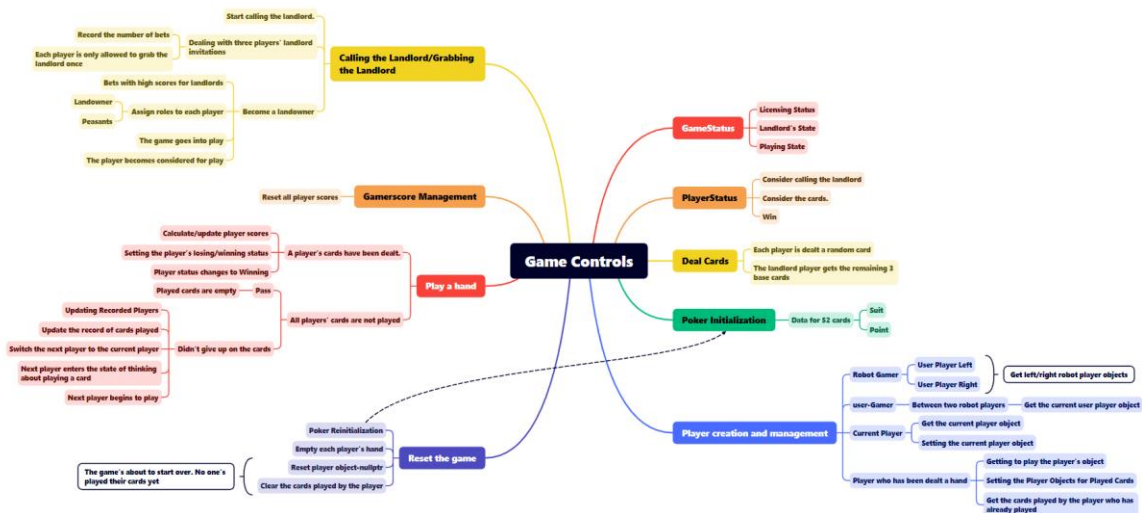 Game Controls
Calling the Landlord/Grabbing
the Landlord
Start calling the landlord.
Dealing with three players' landlord
invitations
Record the number of bets
Each player is only allowed to grab the
landlord once
Become a landowner
Bets with high scores for landlords
Assign roles to each player
Landowner
Peasants
The game goes into play
The player becomes considered for play
Gamerscore Management
Reset all player scores
Play a hand
A player's cards have been dealt.
Calculate/update player scores
Setting the player's losing/winning status
Player status changes to Winning
All players' cards are not played
Pass
Played cards are empty
Didn't give up on the cards
Updating Recorded Players
Update the record of cards played
Switch the next player to the current player
Next player enters the state of thinking
about playing a card
Next player begins to play
Reset the game
Poker Reinitialization
Empty each player's hand
Reset player object-nullptr
Clear the cards played by the player
The game's about to start over. No one's
played their cards yet
GameStatus
Licensing Status
Landlord's State
Playing State
PlayerStatus
Consider calling the landlord
Consider the cards.
Win
Deal Cards
Each player is dealt a random card
The landlord player gets the remaining 3
base cards
Poker Initialization
Data for 52 cards
Suit
Point
Player creation and management
Robot Gamer
User Player Left
User Player Right
Get left/right robot player objects
user-Gamer
Between two robot players
Get the current user player object
Current Player
Get the current player object
Setting the current player object
Player who has been dealt a hand
Getting to play the player's object
Setting the Player Objects for Played Cards
Get the cards played by the player who has
already played